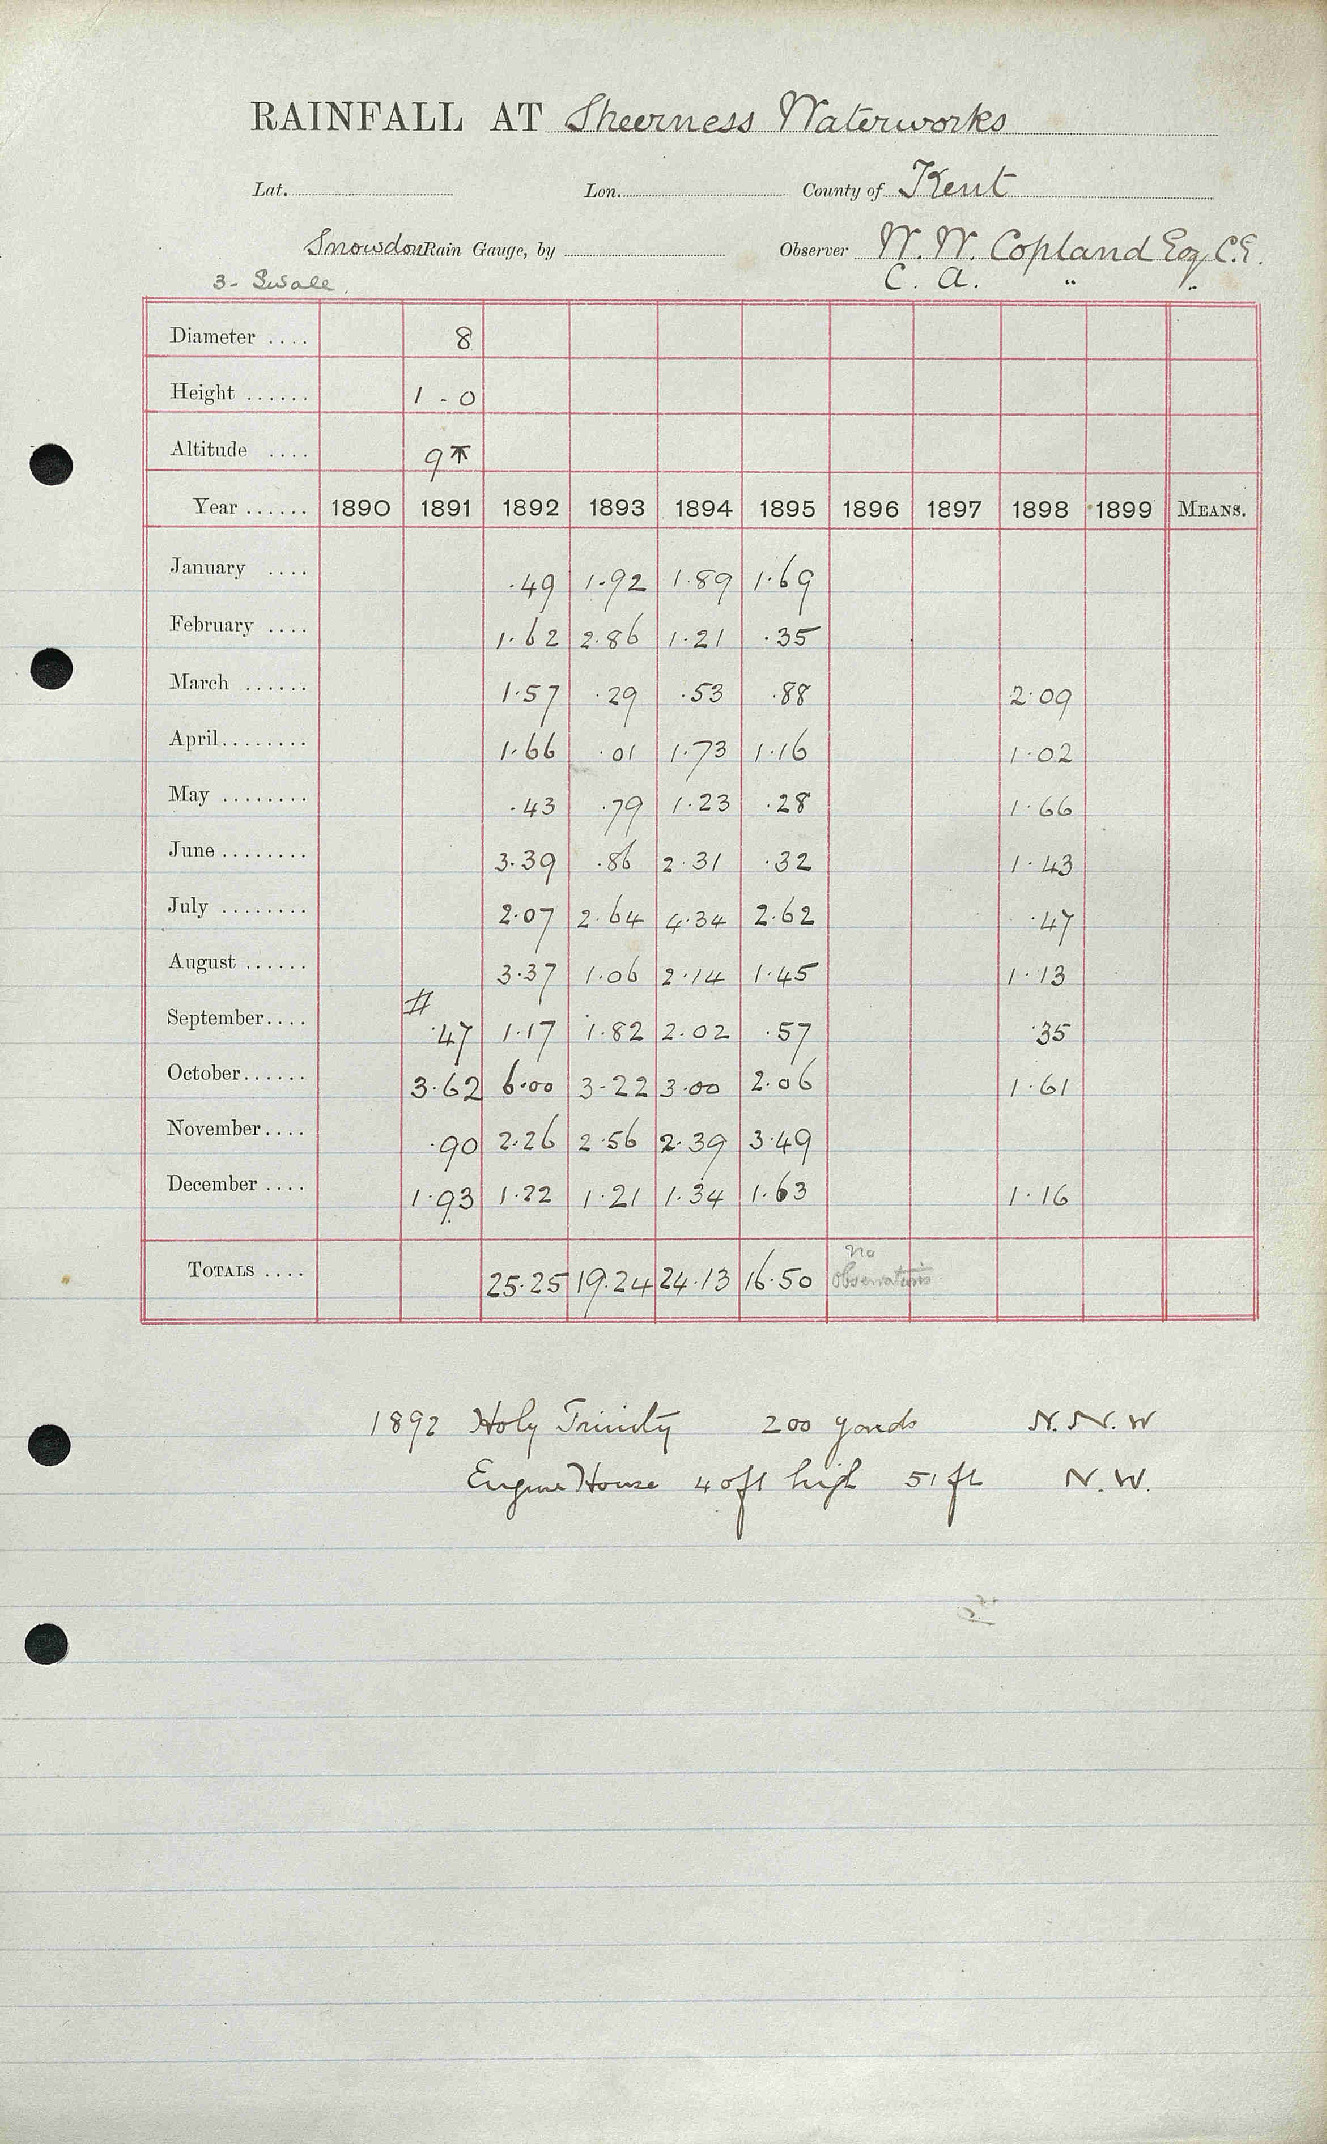 RAINFALL AT Sheerness Waterworks
Lat. Lon. County of Kent
Snowdon Rain Gauge, by Observer W. W. Copland Esq C.E.
3- Swale. C. A. " "
Diameter .... 8
Height ...... 1 - 0
Altitude .... 9
Year ...... 1890 1891 1892 1893 1894 1895 1896 1897 1898 1899 MEANS.
January .... .49 1.92 1.89 1.69
February .... 1.62 2.86 1.21 .35
March ...... 1.57 .29 .53 .88 2.09
April........ 1.66 .01 1.73 1.16 1.02
May ........ .43 .79 1.23 .28 1.66
June ........ 3.39 .86 2.31 .32 1.43
July ........ 2.07 2.64 4.34 2.62 .47
August ...... 3.37 1.06 2.14 1.45 1.13
#
September.... .47 1.17 1.82 2.02 .57 .35
October...... 3.62 6.00 3.22 3.00 2.06 1.61
November.... .90 2.26 2.56 2.39 3.49
December .... 1.93 1.22 1.21 1.34 1.63 1.16
TOTALS .... 25.25 19.24 24.13 16.50 no observations
1892 Holy Trinity 200 yards N. N. W
Engine House 40ft high 51 ft N. W.